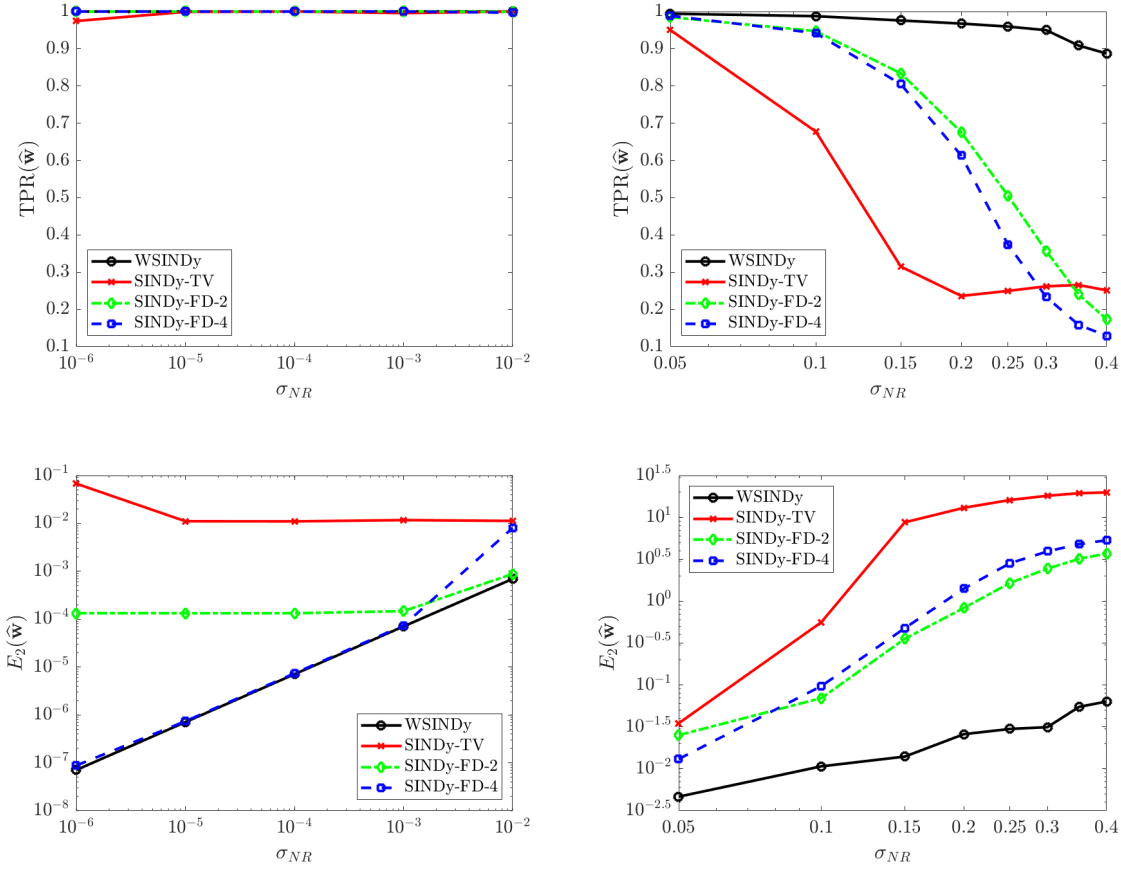 1
0.9
0.8
0.7
0.6
0.5
0.4
0.3
0.2
0.1
TPR(ŵ)
WSINDy
SINDy-TV
SINDy-FD-2
SINDy-FD-4
10⁻⁶ 10⁻⁵ 10⁻⁴ 10⁻³ 10⁻²
σ_NR
1
0.9
0.8
0.7
0.6
0.5
0.4
0.3
0.2
0.1
TPR(ŵ)
WSINDy
SINDy-TV
SINDy-FD-2
SINDy-FD-4
0.05 0.1 0.15 0.2 0.25 0.3 0.4
σ_NR
10⁻¹
10⁻²
10⁻³
10⁻⁴
10⁻⁵
10⁻⁶
10⁻⁷
10⁻⁸
E₂(ŵ)
WSINDy
SINDy-TV
SINDy-FD-2
SINDy-FD-4
10⁻⁶ 10⁻⁵ 10⁻⁴ 10⁻³ 10⁻²
σ_NR
10^1.5
10^1
10^0.5
10^0
10^-0.5
10^-1
10^-1.5
10^-2
10^-2.5
E₂(ŵ)
WSINDy
SINDy-TV
SINDy-FD-2
SINDy-FD-4
0.05 0.1 0.15 0.2 0.25 0.3 0.4
σ_NR